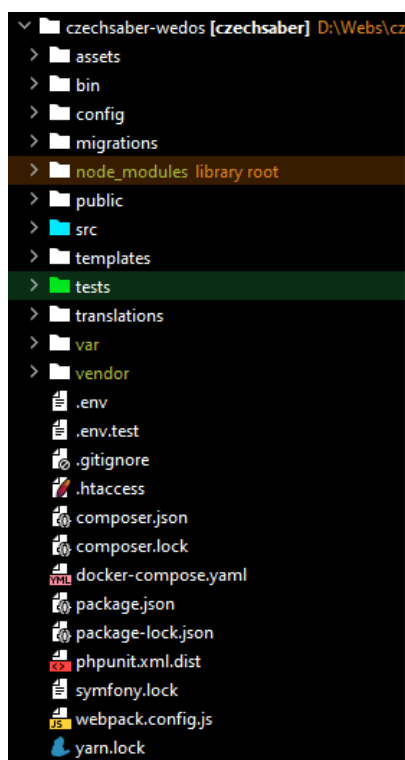 czechsaber-wedos [czechsaber] D:\Webs\cz
assets
bin
config
migrations
node_modules library root
public
src
templates
tests
translations
var
vendor
.env
.env.test
.gitignore
.htaccess
composer.json
composer.lock
YML docker-compose.yaml
package.json
package-lock.json
phpunit.xml.dist
symfony.lock
JS webpack.config.js
yarn.lock